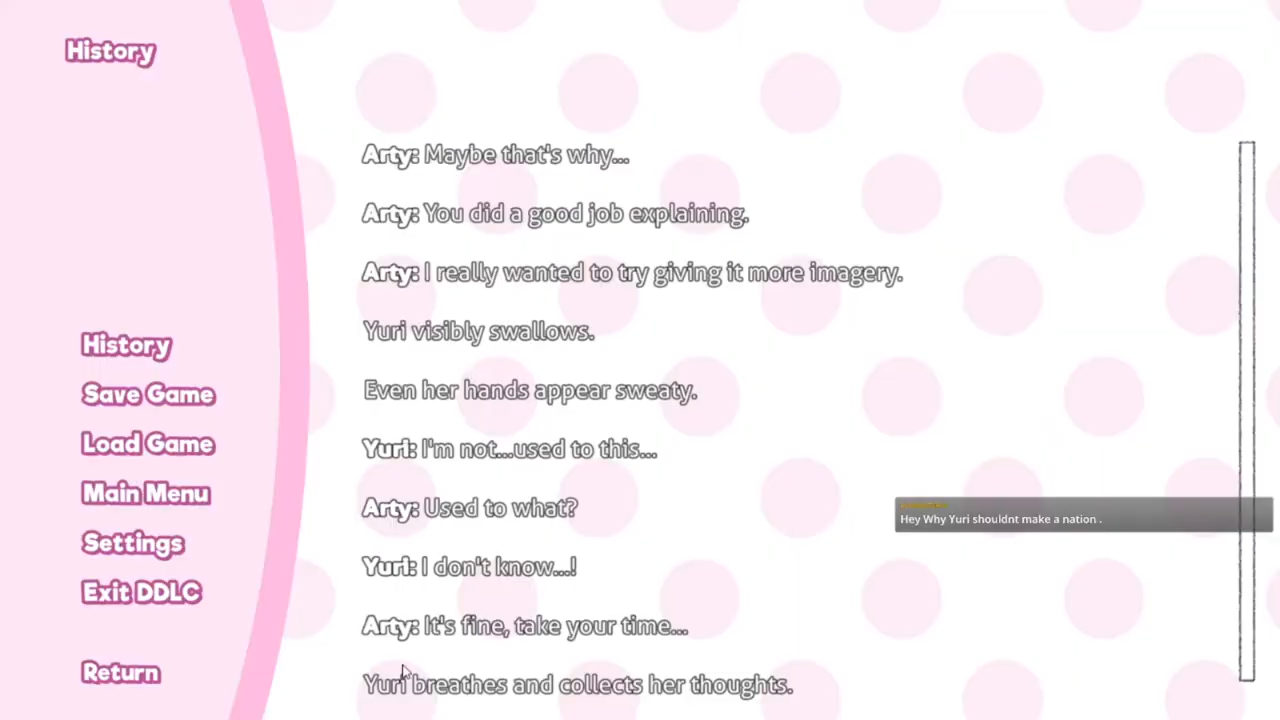 History
Arty: Maybe that's why...
Arty: You did a good job explaining.
Arty: I really wanted to try giving it more imagery.
Yuri visibly swallows.
Even her hands appear sweaty.
Yuri: I'm not...used to this...
Arty: Used to what?
Yuri: I don't know...!
Arty: It's fine, take your time...
Yuri breathes and collects her thoughts.
History
Save Game
Load Game
Main Menu
Settings
Exit DDLC
Return
Hey Why Yuri shouldnt make a nation .